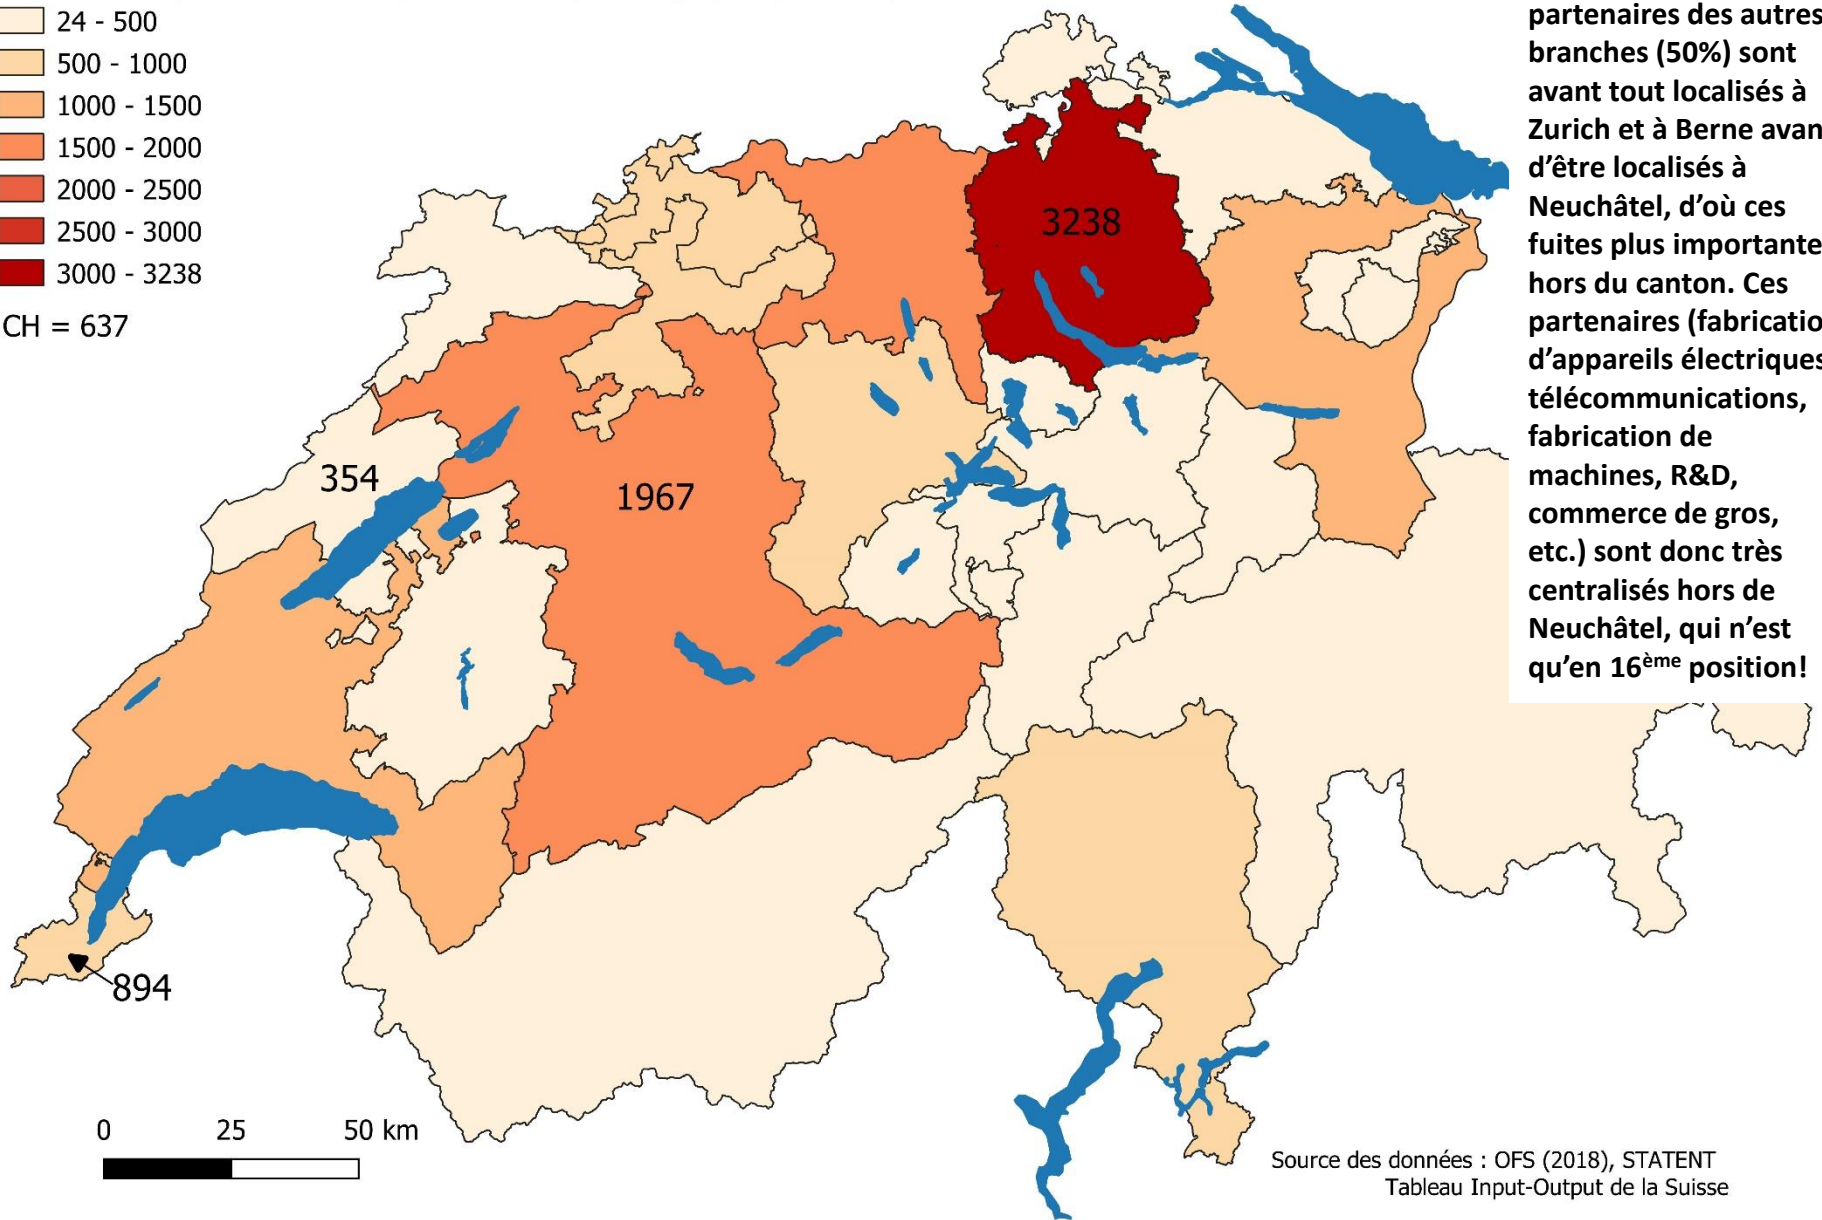 24 - 500
500 - 1000
1000 - 1500
1500 - 2000
2000 - 2500
2500 - 3000
3000 - 3238
CH = 637
partenaires des autres
branches (50%) sont
avant tout localisés à
Zurich et à Berne avan
d'être localisés à
Neuchâtel, d'où ces
fuites plus importante
hors du canton. Ces
partenaires (fabricatio
d'appareils électriques
télécommunications,
fabrication de
machines, R&D,
commerce de gros,
etc.) sont donc très
centralisés hors de
Neuchâtel, qui n'est
qu'en 16ème position!
3238
354
1967
894
0 25 50 km
Source des données : OFS (2018), STATENT
Tableau Input-Output de la Suisse